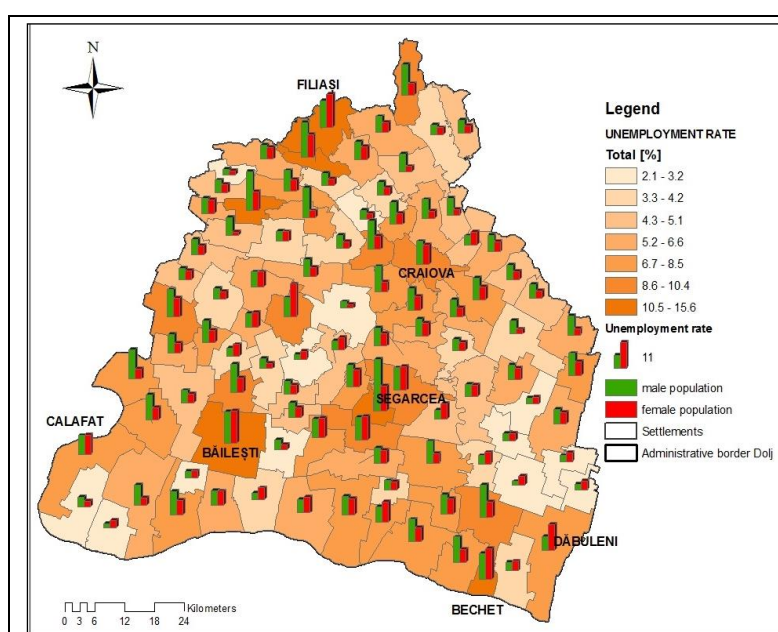 N
FILIAȘI
CRAIOVA
SEGARCEA
CALAFAT
BĂILEȘTI
DĂBULENI
BECHET
Kilometers
0 3 6 12 18 24
Legend
UNEMPLOYMENT RATE
Total [%]
2.1 - 3.2
3.3 - 4.2
4.3 - 5.1
5.2 - 6.6
6.7 - 8.5
8.6 - 10.4
10.5 - 15.6
Unemployment rate
11
male population
female population
Settlements
Administrative border Dolj